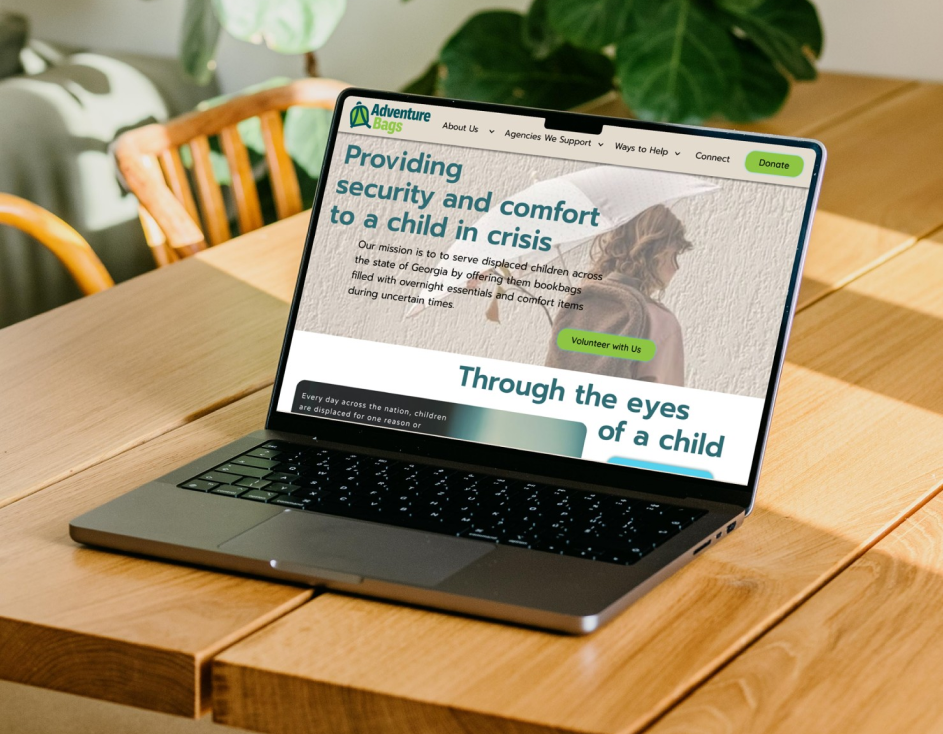 Adventure
Bags
About Us
Agencies We Support
Ways to Help
Connect
Donate
Providing
security and comfort
to a child in crisis
Our mission is to to serve displaced children across
the state of Georgia by offering them bookbags
filled with overnight essentials and comfort items
during uncertain times.
Volunteer with Us
Through the eyes
of a child
Every day across the nation, children
are displaced for one reason or